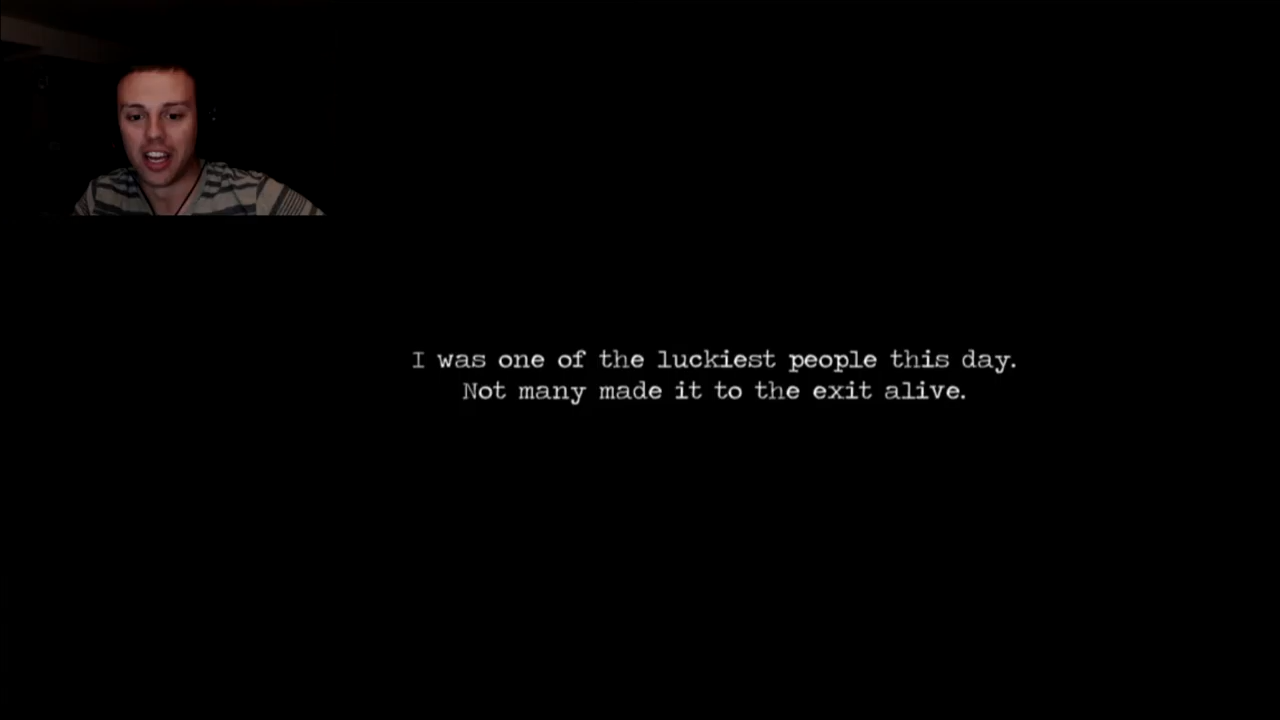 I was one of the luckiest people this day.
Not many made it to the exit alive.